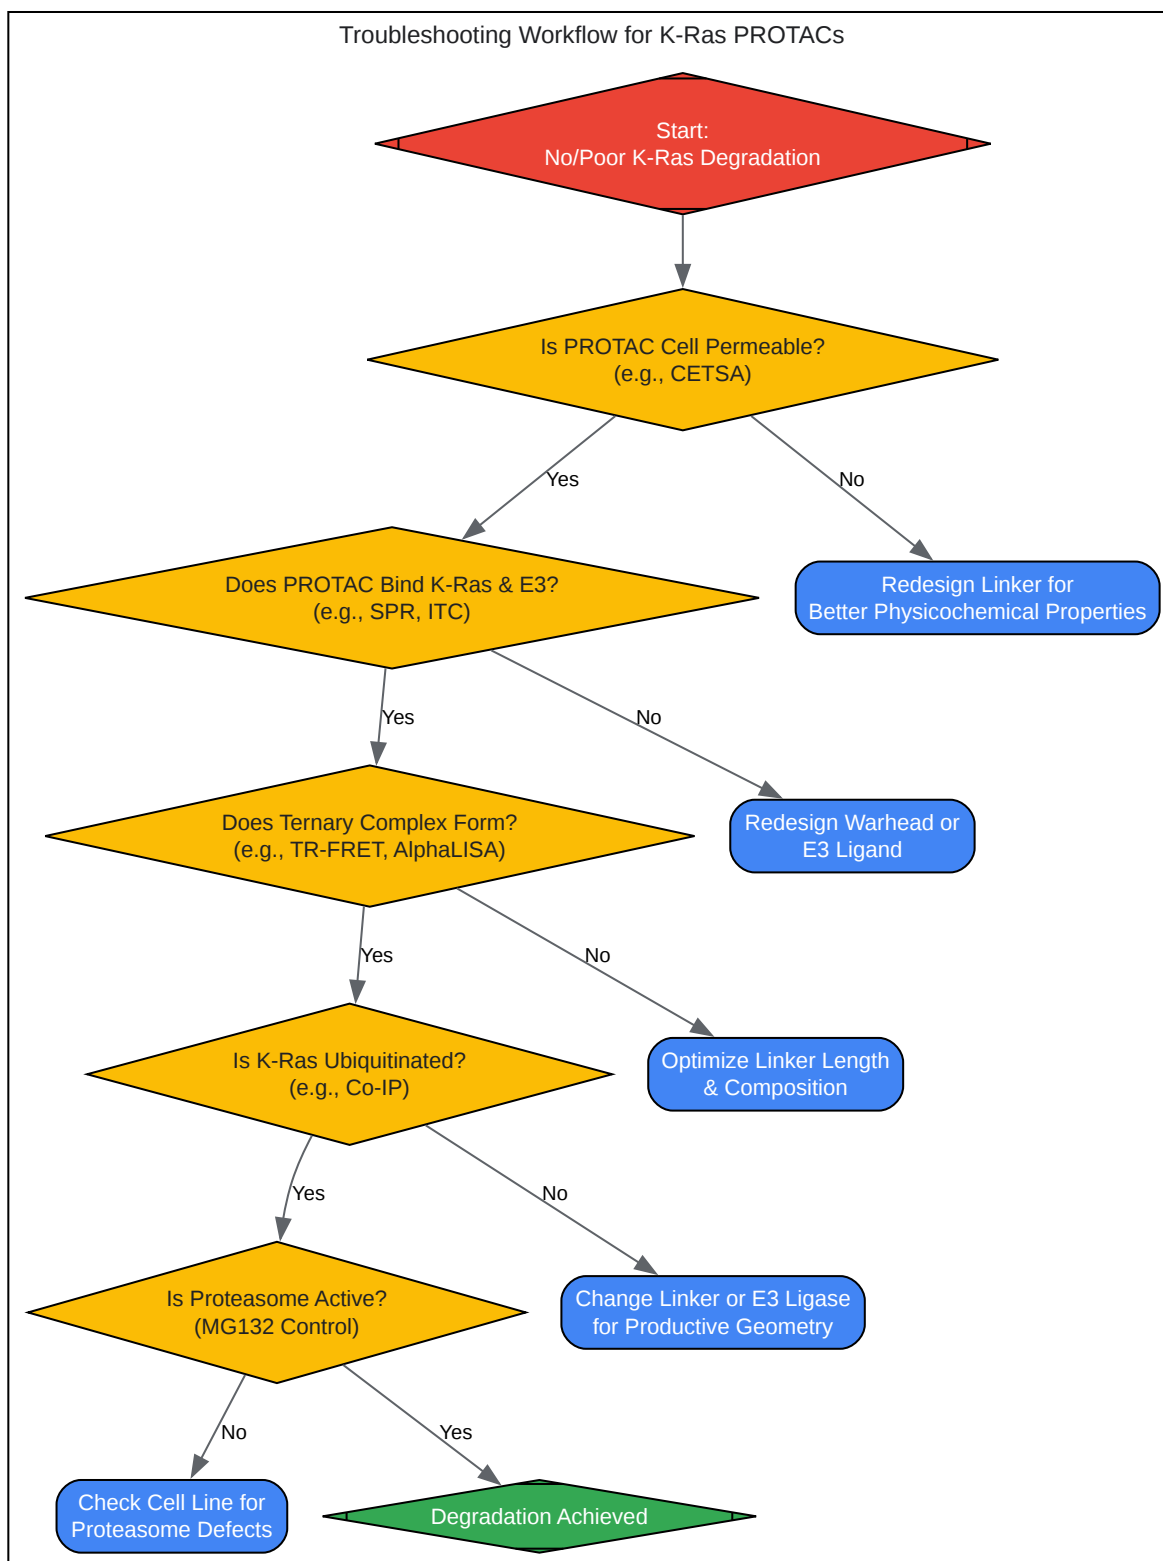 Troubleshooting Workflow for K-Ras PROTACs
Start:
No/Poor K-Ras Degradation
Is PROTAC Cell Permeable?
(e.g., CETSA)
Yes
No
Does PROTAC Bind K-Ras & E3?
(e.g., SPR, ITC)
Redesign Linker for
Better Physicochemical Properties
Yes
No
Does Ternary Complex Form?
(e.g., TR-FRET, AlphaLISA)
Redesign Warhead or
E3 Ligand
Yes
No
Is K-Ras Ubiquitinated?
(e.g., Co-IP)
Optimize Linker Length
& Composition
Yes
No
Is Proteasome Active?
(MG132 Control)
Change Linker or E3 Ligase
for Productive Geometry
No
Yes
Check Cell Line for
Proteasome Defects
Degradation Achieved